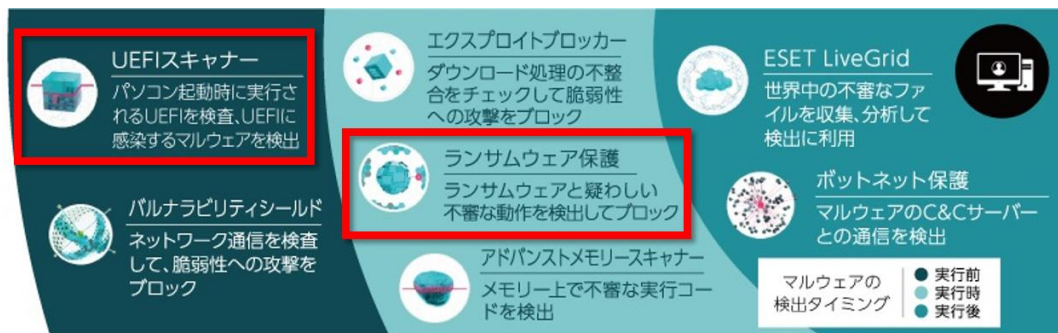 UEFIスキャナー
パソコン起動時に実行さ
れるUEFIを検査、UEFIに
感染するマルウェアを検出
バルナラビリティシールド
ネットワーク通信を検査
して、脆弱性への攻撃を
ブロック
エクスプロイトブロッカー
ダウンロード処理の不整
合をチェックして脆弱性
への攻撃をブロック
ランサムウェア保護
ランサムウェアと疑わしい
不審な動作を検出してブロック
アドバンストメモリースキャナー
メモリー上で不審な実行コー
ドを検出
ESET LiveGrid
世界中の不審なファ
イルを収集、分析して
検出に利用
ボットネット保護
マルウェアのC&Cサーバー
との通信を検出
マルウェアの
検出タイミング
実行前
実行時
実行後